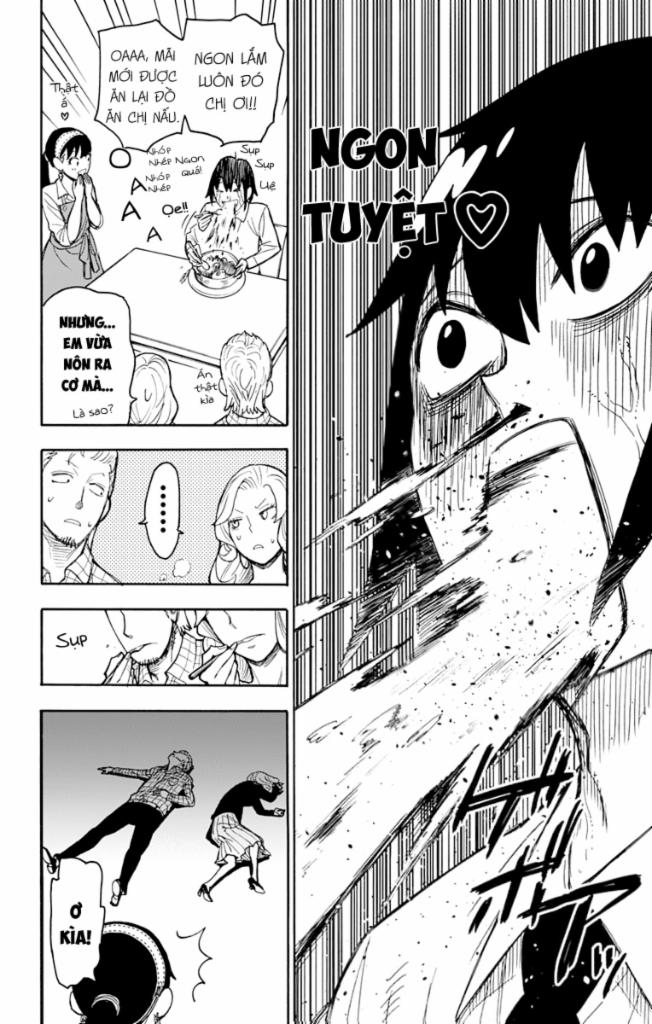 NGON
TUYỆT♡
NGON LẮM
LUÔN ĐÓ
CHỊ ƠI!!
OAAA, MÃI
MỚI ĐƯỢC
ĂN LẠI ĐỒ
ĂN CHỊ NẤU.
Thật
á
♡
O
A
A
A
Nhóp
Nhép
Nhóp
Nhép
Ngon
quá!
Sụp
Sụp
Uê
Oe!!
NHƯNG...
EM VỪA
NÔN RA
CƠ MÀ...
Là sao?
Ăn
thật
kìa
......
Sụp
Ơ
KÌA!